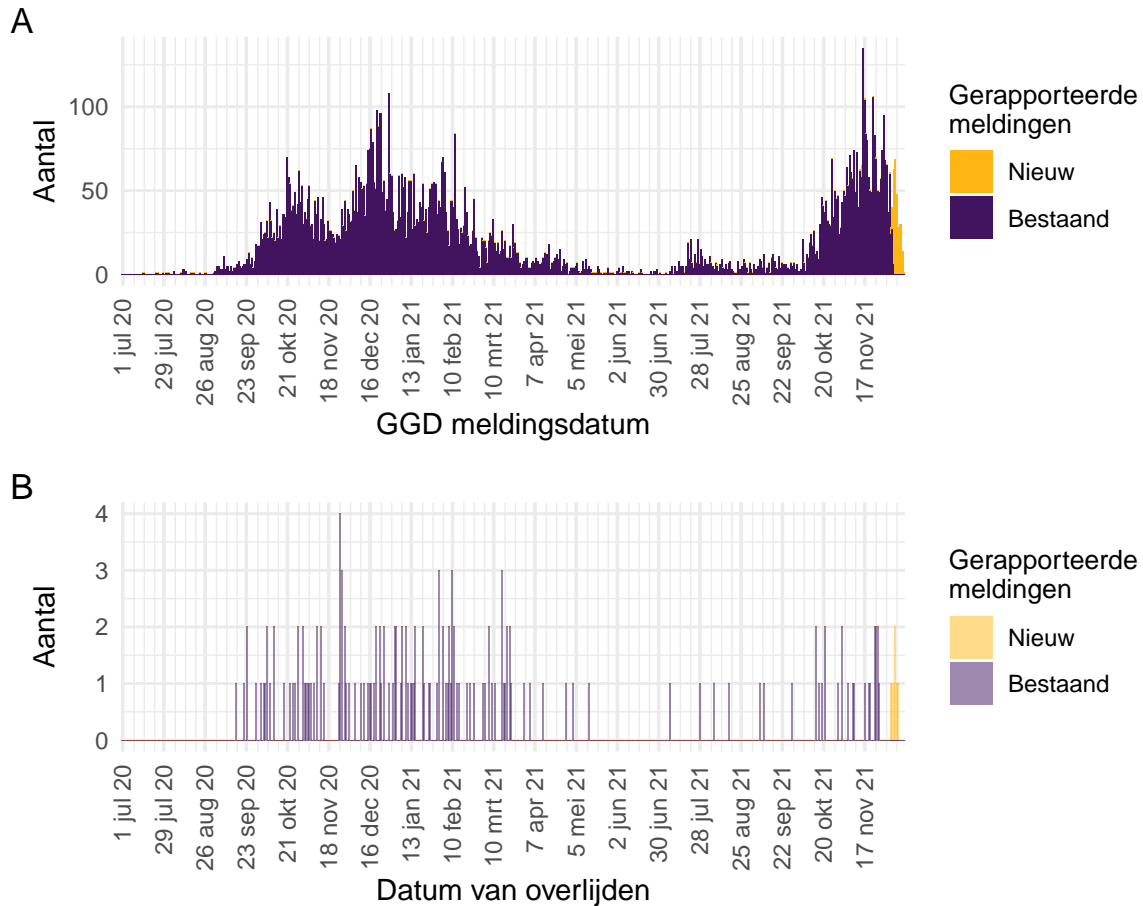 A
Aantal
100
50
0
1 jul 20
29 jul 20
26 aug 20
23 sep 20
21 okt 20
18 nov 20
16 dec 20
13 jan 21
10 feb 21
10 mrt 21
7 apr 21
5 mei 21
2 jun 21
30 jun 21
28 jul 21
25 aug 21
22 sep 21
20 okt 21
17 nov 21
GGD meldingsdatum
Gerapporteerde
meldingen
Nieuw
Bestaand
B
Aantal
4
3
2
1
0
1 jul 20
29 jul 20
26 aug 20
23 sep 20
21 okt 20
18 nov 20
16 dec 20
13 jan 21
10 feb 21
10 mrt 21
7 apr 21
5 mei 21
2 jun 21
30 jun 21
28 jul 21
25 aug 21
22 sep 21
20 okt 21
17 nov 21
Datum van overlijden
Gerapporteerde
meldingen
Nieuw
Bestaand